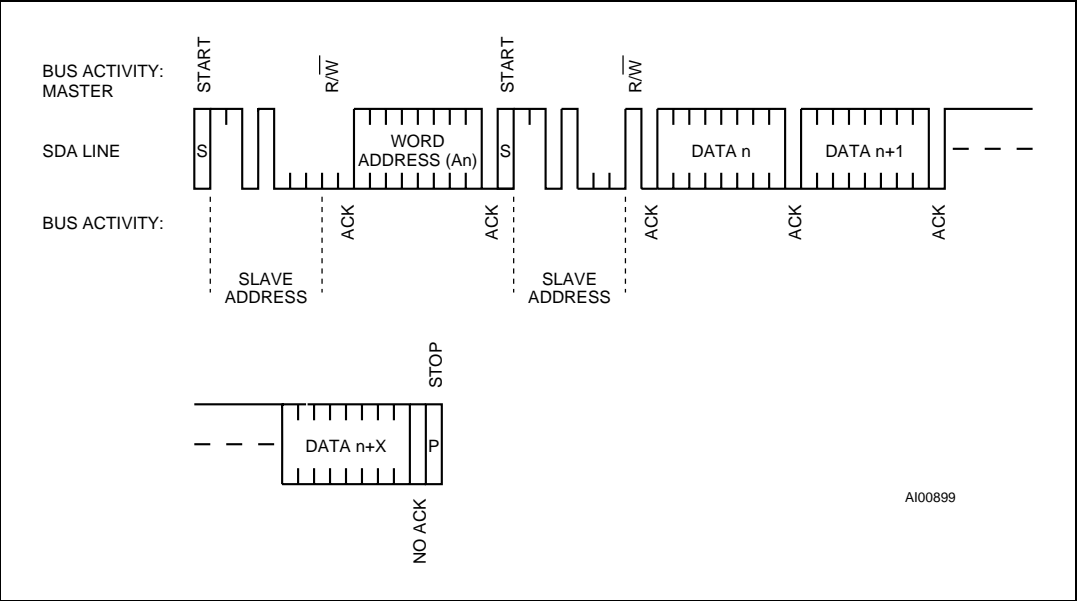 START
R/W
START
R/W
BUS ACTIVITY:
MASTER
SDA LINE
S
WORD
ADDRESS (An)
S
DATA n
DATA n+1
BUS ACTIVITY:
ACK
ACK
ACK
ACK
ACK
SLAVE
ADDRESS
SLAVE
ADDRESS
STOP
DATA n+X
P
NO ACK
AI00899